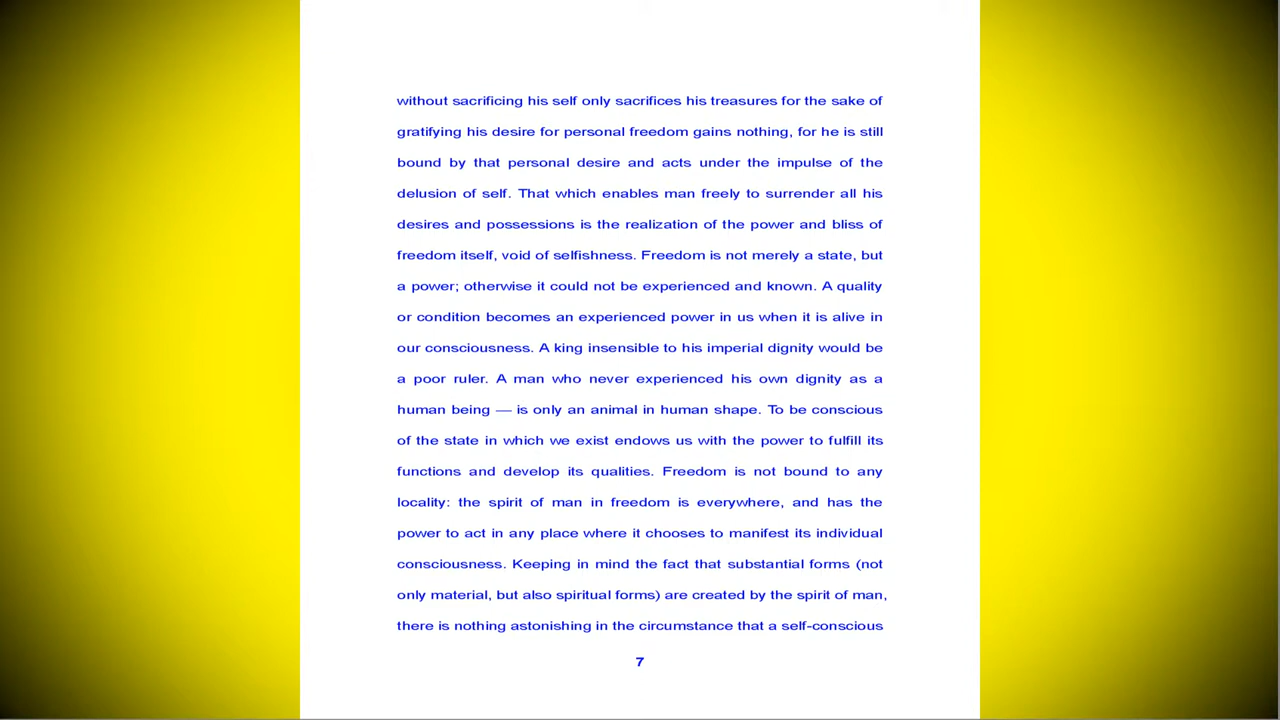 without sacrificing his self only sacrifices his treasures for the sake of
gratifying his desire for personal freedom gains nothing, for he is still
bound by that personal desire and acts under the impulse of the
delusion of self. That which enables man freely to surrender all his
desires and possessions is the realization of the power and bliss of
freedom itself, void of selfishness. Freedom is not merely a state, but
a power; otherwise it could not be experienced and known. A quality
or condition becomes an experienced power in us when it is alive in
our consciousness. A king insensible to his imperial dignity would be
a poor ruler. A man who never experienced his own dignity as a
human being — is only an animal in human shape. To be conscious
of the state in which we exist endows us with the power to fulfill its
functions and develop its qualities. Freedom is not bound to any
locality: the spirit of man in freedom is everywhere, and has the
power to act in any place where it chooses to manifest its individual
consciousness. Keeping in mind the fact that substantial forms (not
only material, but also spiritual forms) are created by the spirit of man,
there is nothing astonishing in the circumstance that a self-conscious
7